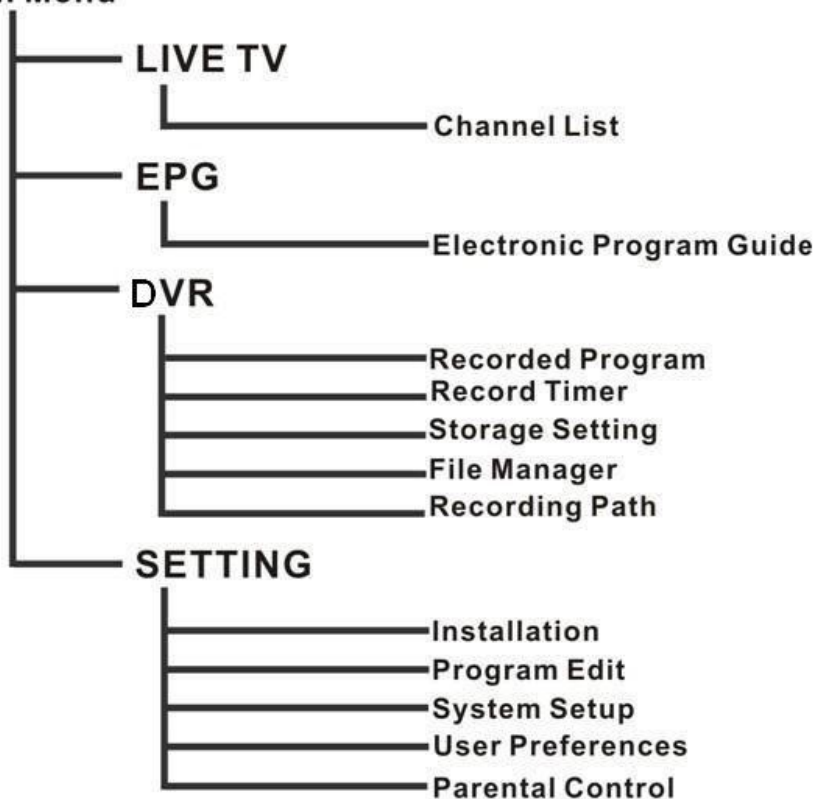 LIVE TV
Channel List
EPG
Electronic Program Guide
DVR
Recorded Program
Record Timer
Storage Setting
File Manager
Recording Path
SETTING
Installation
Program Edit
System Setup
User Preferences
Parental Control